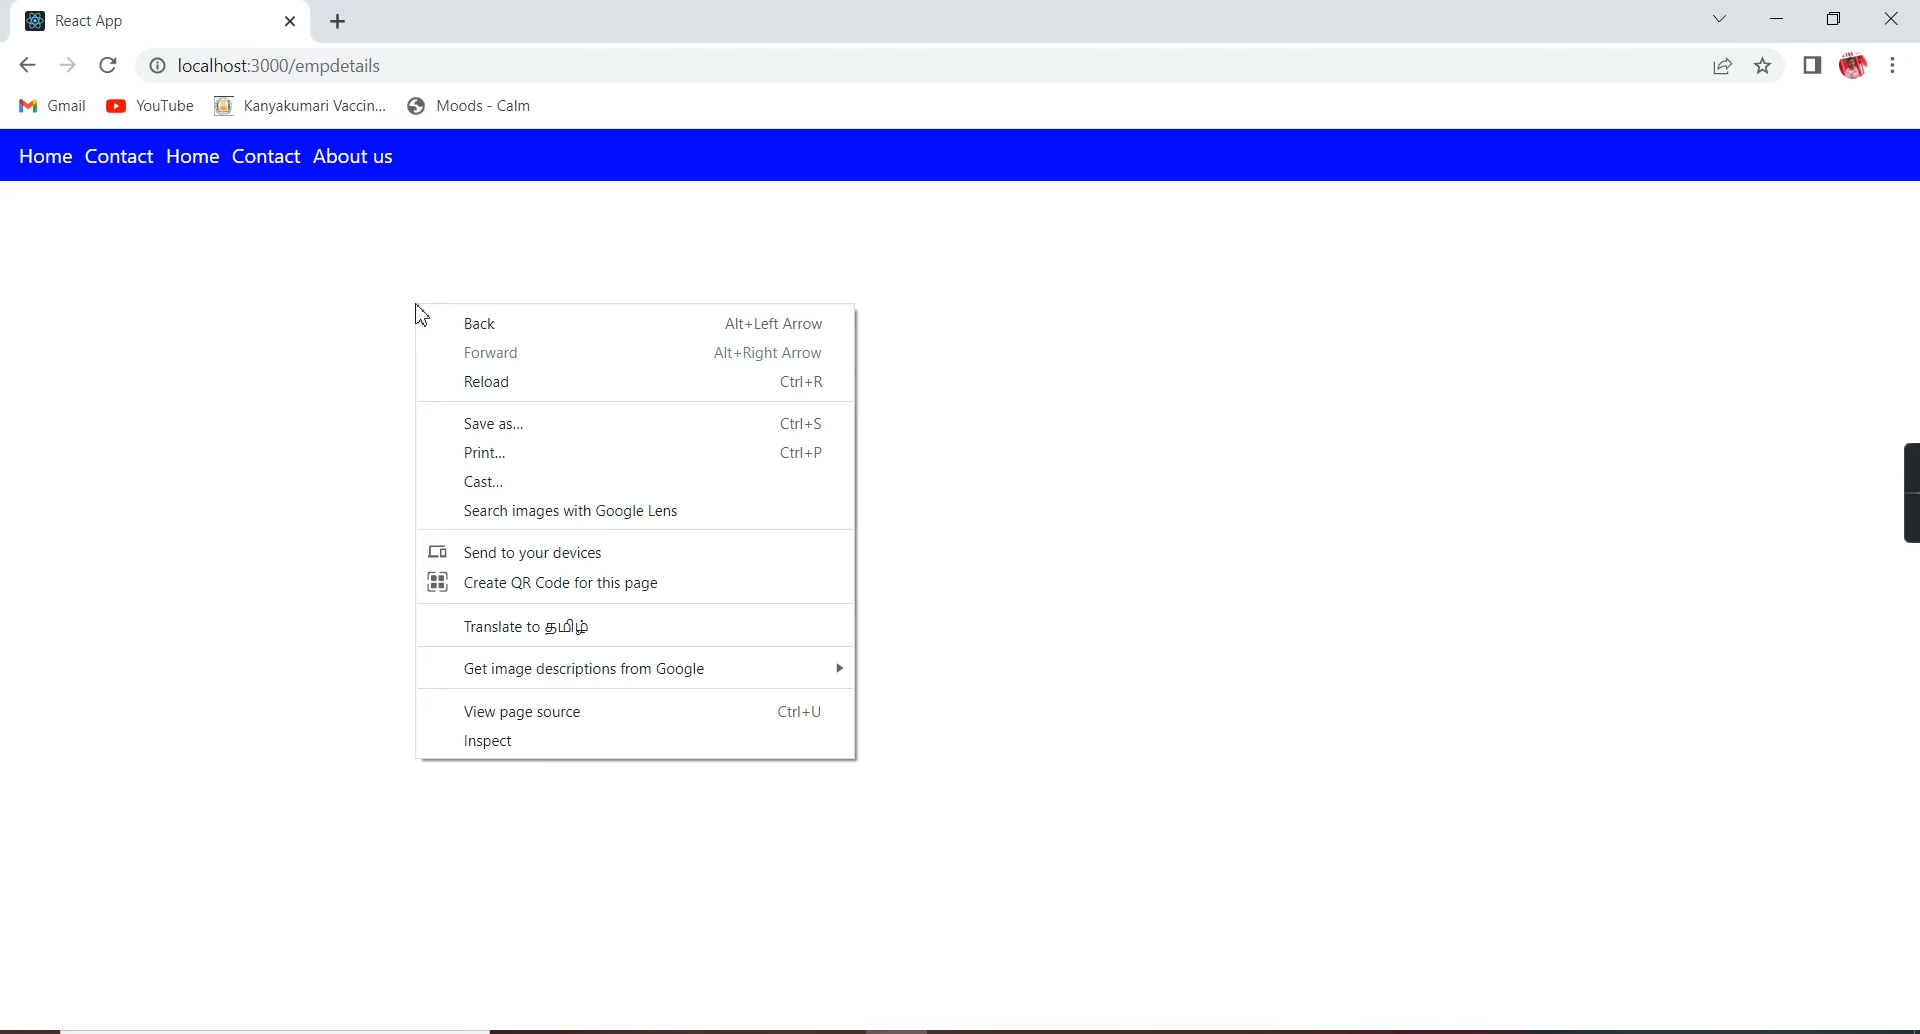 React App
localhost:3000/empdetails
Gmail YouTube Kanyakumari Vaccin... Moods - Calm
Home Contact Home Contact About us
Back Alt+Left Arrow
Forward Alt+Right Arrow
Reload Ctrl+R
Save as... Ctrl+S
Print... Ctrl+P
Cast...
Search images with Google Lens
Send to your devices
Create QR Code for this page
Translate to தமிழ்
Get image descriptions from Google
View page source Ctrl+U
Inspect